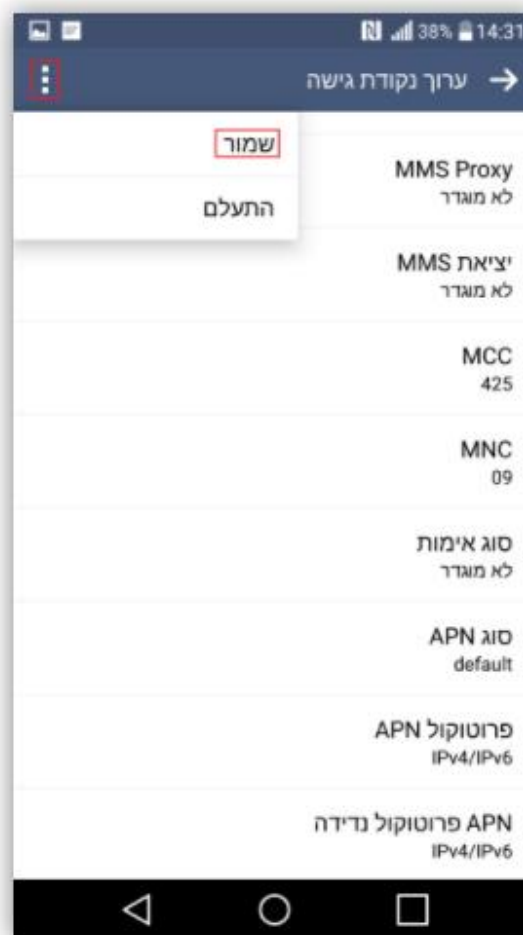 38% 14:31
ערוך נקודת גישה
שמור
התעלם
MMS Proxy
לא מוגדר
יציאת MMS
לא מוגדר
MCC
425
MNC
09
סוג אימות
לא מוגדר
סוג APN
default
פרוטוקול APN
IPv4/IPv6
APN פרוטוקול נדידה
IPv4/IPv6